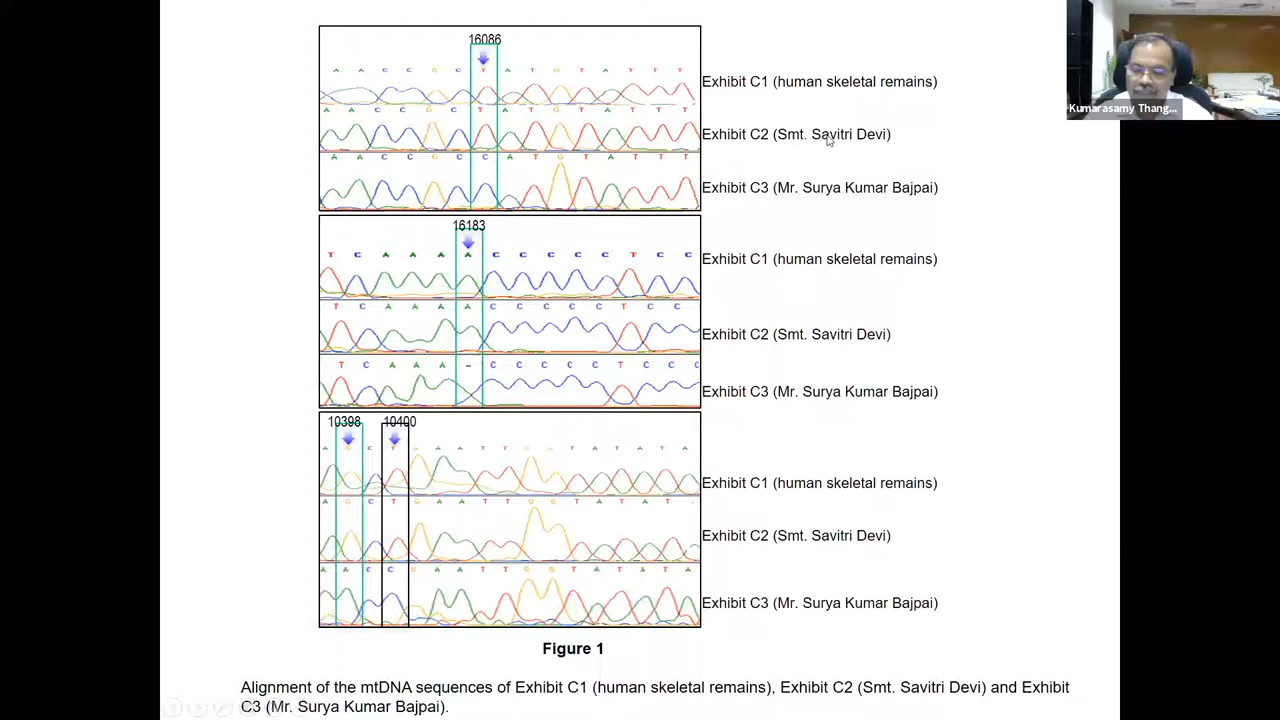 16086
A A C C G C T A T G T A T T T
Exhibit C1 (human skeletal remains)
Kumarasamy Thang...
A A C C G C T A T G T A T T T
Exhibit C2 (Smt. Savitri Devi)
A A C C G C C A T G T A T T T
Exhibit C3 (Mr. Surya Kumar Bajpai)
16183
T C A A A A C C C C C T C C
Exhibit C1 (human skeletal remains)
T C A A A A C C C C C T C C
Exhibit C2 (Smt. Savitri Devi)
T C A A A - C C C C C T C C C
Exhibit C3 (Mr. Surya Kumar Bajpai)
10398 10400
A G C T G A A T T G G T A T A T A
Exhibit C1 (human skeletal remains)
A G C T G A A T T G G T A T A T .
Exhibit C2 (Smt. Savitri Devi)
A A C C G A A T T G G T A T A T A
Exhibit C3 (Mr. Surya Kumar Bajpai)
Figure 1
Alignment of the mtDNA sequences of Exhibit C1 (human skeletal remains), Exhibit C2 (Smt. Savitri Devi) and Exhibit
C3 (Mr. Surya Kumar Bajpai).